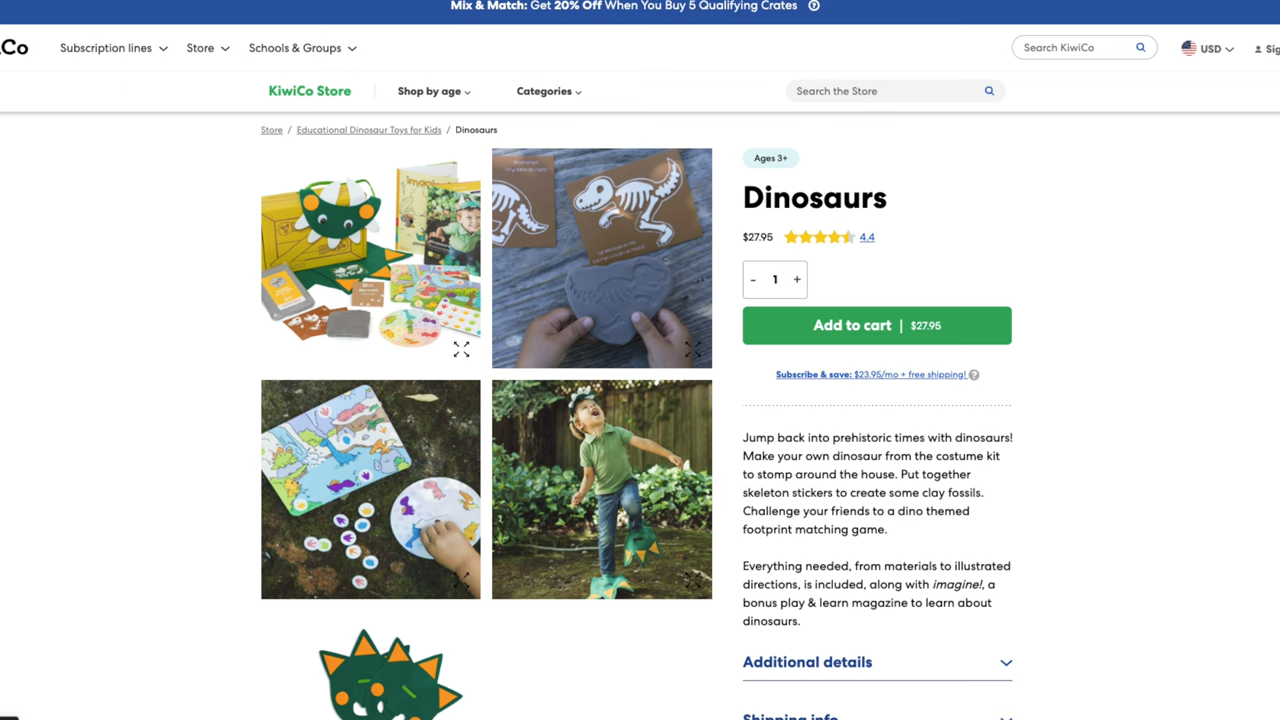 Mix & Match: Get 20% Off When You Buy 5 Qualifying Crates ?
Co
Subscription lines
Store
Schools & Groups
Search KiwiCo
USD
Sig
KiwiCo Store
Shop by age
Categories
Search the Store
Store / Educational Dinosaur Toys for Kids / Dinosaurs
Ages 3+
Dinosaurs
$27.95
4.4
- 1 +
Add to cart | $27.95
Subscribe & save: $23.95/mo + free shipping! ?
Jump back into prehistoric times with dinosaurs!
Make your own dinosaur from the costume kit
to stomp around the house. Put together
skeleton stickers to create some clay fossils.
Challenge your friends to a dino themed
footprint matching game.
Everything needed, from materials to illustrated
directions, is included, along with imagine!, a
bonus play & learn magazine to learn about
dinosaurs.
Additional details
Shipping info